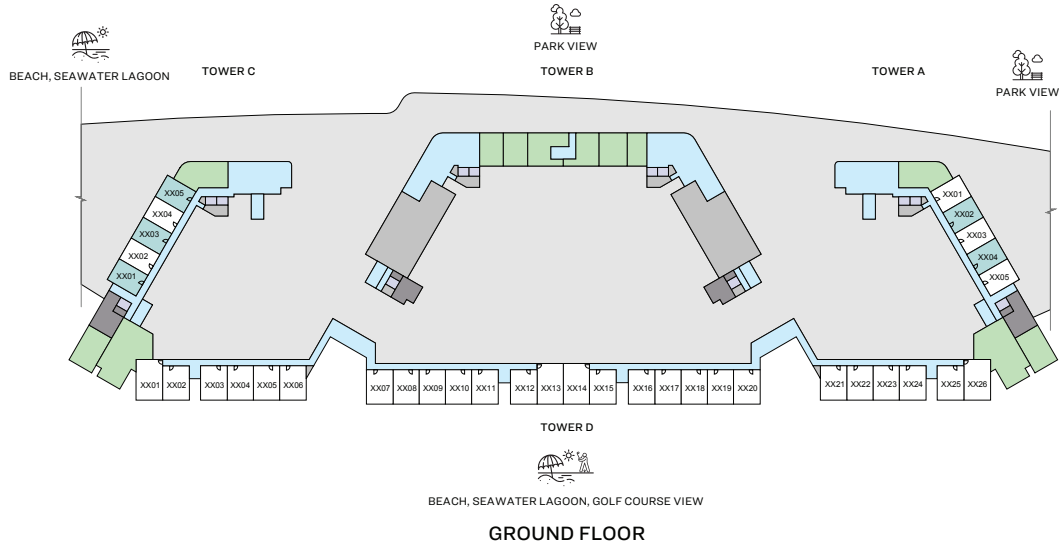 PARK VIEW
BEACH, SEAWATER LAGOON
TOWER C
TOWER B
TOWER A
PARK VIEW
XX05
XX04
XX03
XX02
XX01
XX01
XX02
XX03
XX04
XX05
XX01
XX02
XX03
XX04
XX05
XX06
XX07
XX08
XX09
XX10
XX11
XX12
XX13
XX14
XX15
XX16
XX17
XX18
XX19
XX20
XX21
XX22
XX23
XX24
XX25
XX26
TOWER D
BEACH, SEAWATER LAGOON, GOLF COURSE VIEW
GROUND FLOOR